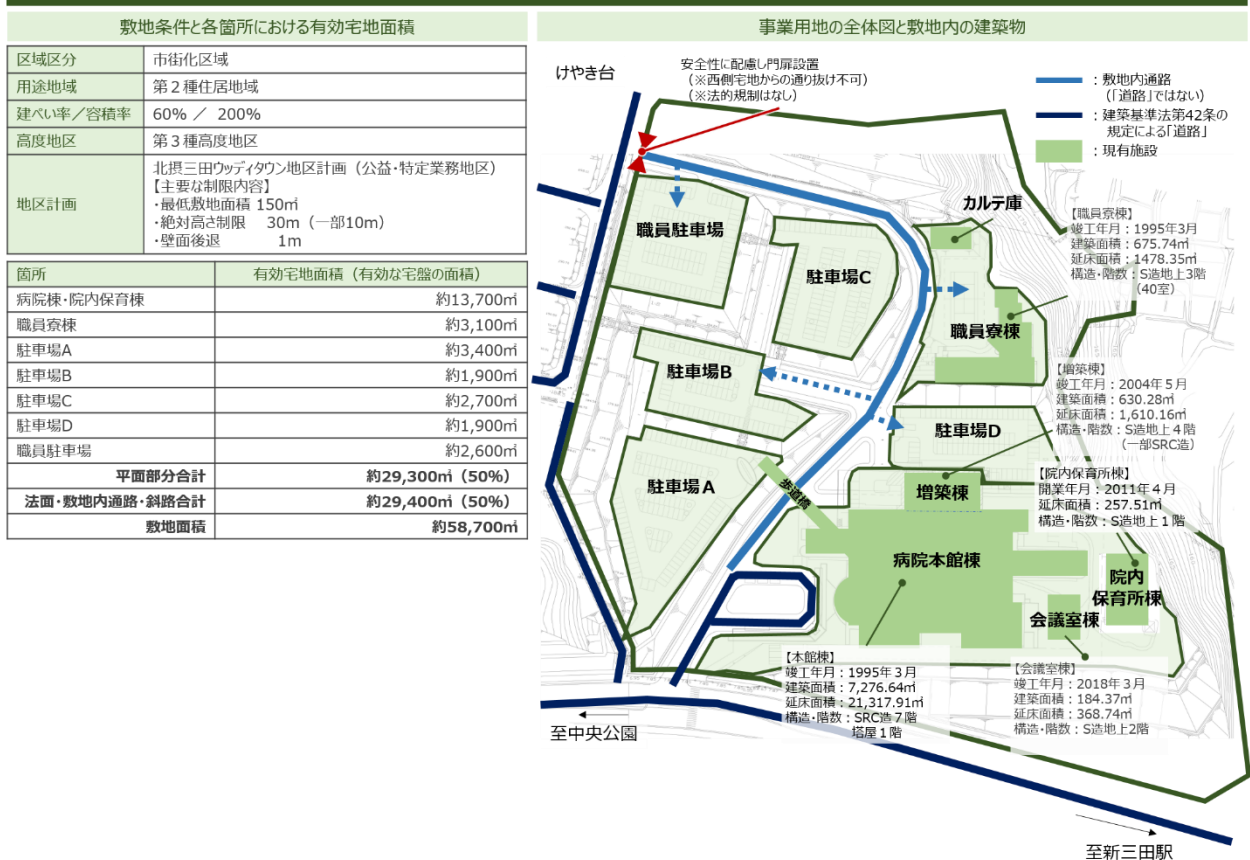 敷地条件と各箇所における有効宅地面積
区域区分 市街化区域
用途地域 第２種住居地域
建ぺい率／容積率 60% ／ 200%
高度地区 第３種高度地区
地区計画
北摂三田ウッディタウン地区計画（公益・特定業務地区）
【主要な制限内容】
・最低敷地面積 150㎡
・絶対高さ制限　30m（一部10m）
・壁面後退　　　1m
箇所 有効宅地面積（有効な宅盤の面積）
病院棟・院内保育棟 約13,700㎡
職員寮棟 約3,100㎡
駐車場A 約3,400㎡
駐車場B 約1,900㎡
駐車場C 約2,700㎡
駐車場D 約1,900㎡
職員駐車場 約2,600㎡
平面部分合計 約29,300㎡（50%）
法面・敷地内通路・斜路合計 約29,400㎡（50%）
敷地面積 約58,700㎡
事業用地の全体図と敷地内の建築物
けやき台
安全性に配慮し門扉設置
（※西側宅地からの通り抜け不可）
（※法的規制はなし）
：敷地内通路
（「道路」ではない）
：建築基準法第42条の
規定による「道路」
：現有施設
職員駐車場
駐車場C
カルテ庫
職員寮棟
【職員寮棟】
竣工年月：1995年3月
建築面積：675.74㎡
延床面積：1478.35㎡
構造・階数：S造地上3階
（40室）
駐車場B
駐車場D
【増築棟】
竣工年月：2004年５月
建築面積：630.28㎡
延床面積：1,610.16㎡
構造・階数：S造地上４階
（一部SRC造）
駐車場A
歩道橋
増築棟
【院内保育所棟】
開業年月：2011年４月
延床面積：257.51㎡
構造・階数：S造地上１階
病院本館棟
院内
保育所棟
会議室棟
【本館棟】
竣工年月：1995年３月
建築面積：7,276.64㎡
延床面積：21,317.91㎡
構造・階数：SRC造７階
塔屋１階
【会議室棟】
竣工年月：2018年３月
建築面積：184.37㎡
延床面積：368.74㎡
構造・階数：S造地上2階
至中央公園
至新三田駅